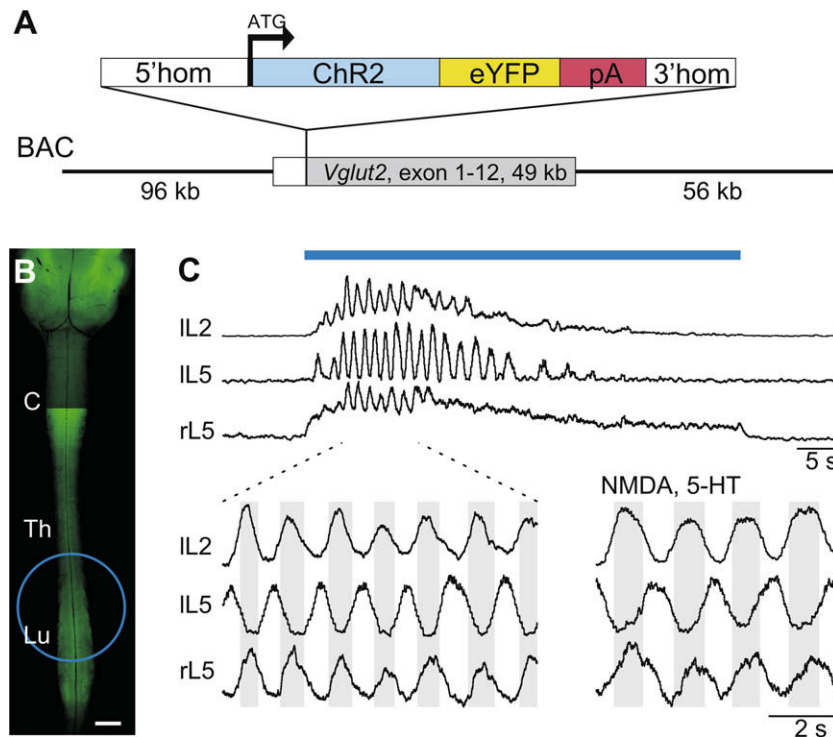 A
ATG
5'hom ChR2 eYFP pA 3'hom
BAC
Vglut2, exon 1-12, 49 kb
96 kb 56 kb
B
C
Th
Lu
C
lL2
lL5
rL5
5 s
NMDA, 5-HT
lL2
lL5
rL5
2 s